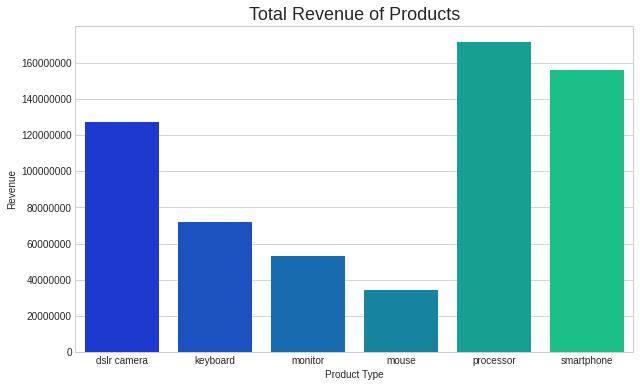 Total Revenue of Products
160000000
140000000
120000000
100000000
80000000
60000000
40000000
20000000
0
Revenue
dslr camera keyboard monitor mouse processor smartphone
Product Type